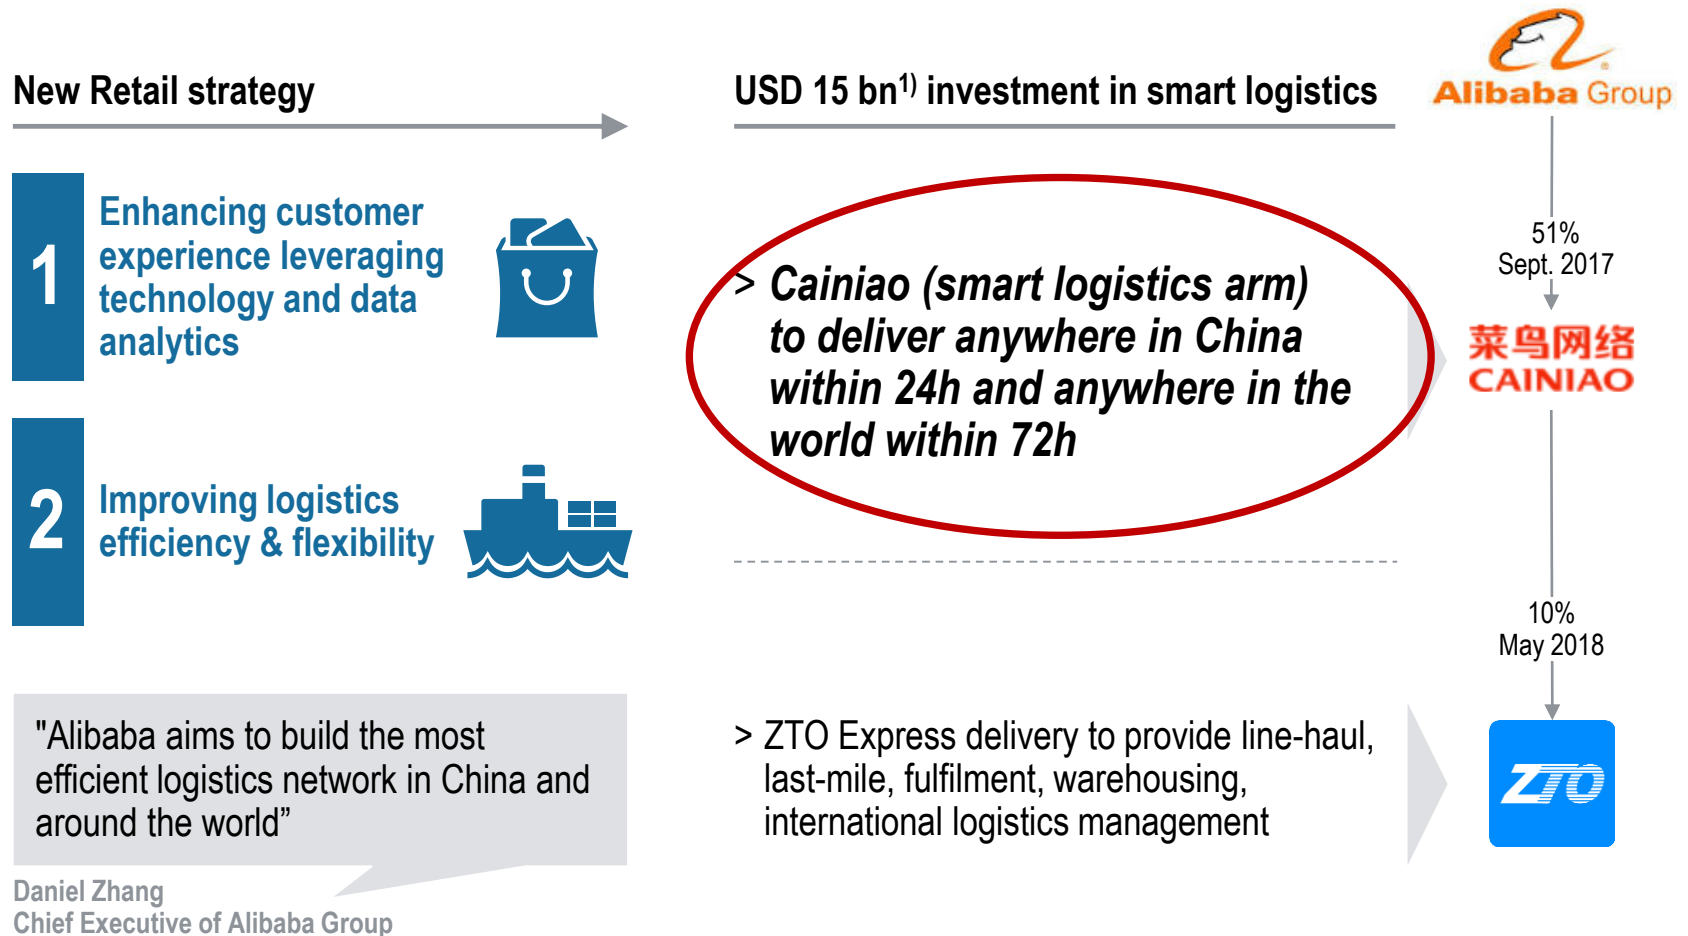 New Retail strategy
1
Enhancing customer
experience leveraging
technology and data
analytics
2
Improving logistics
efficiency & flexibility
"Alibaba aims to build the most
efficient logistics network in China and
around the world”
Daniel Zhang
Chief Executive of Alibaba Group
USD 15 bn1) investment in smart logistics
> Cainiao (smart logistics arm)
to deliver anywhere in China
within 24h and anywhere in the
world within 72h
> ZTO Express delivery to provide line-haul,
last-mile, fulfilment, warehousing,
international logistics management
Alibaba Group
51%
Sept. 2017
菜鸟网络
CAINIAO
10%
May 2018
ZTO